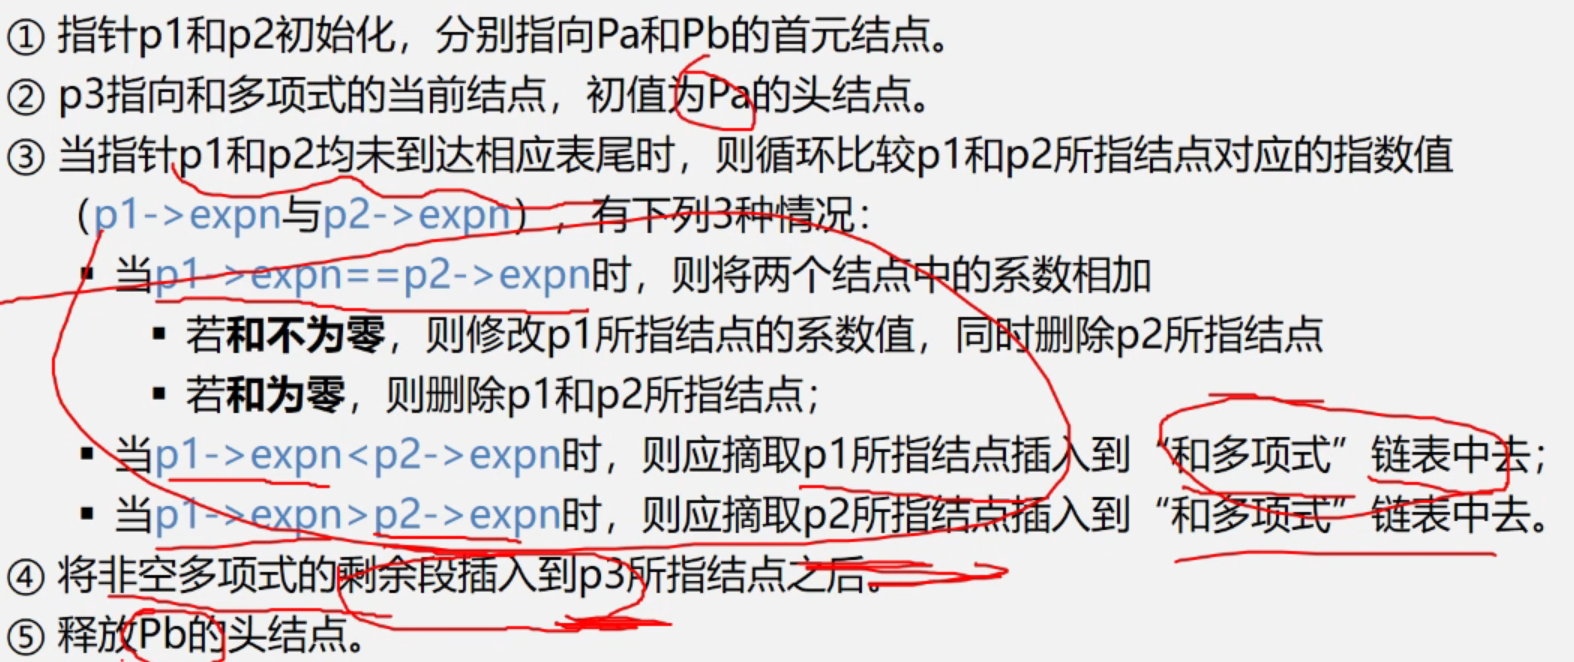 ① 指针p1和p2初始化，分别指向Pa和Pb的首元结点。
② p3指向和多项式的当前结点，初值为Pa的头结点。
③ 当指针p1和p2均未到达相应表尾时，则循环比较p1和p2所指结点对应的指数值
（p1->expn与p2->expn），有下列3种情况：
▪ 当p1->expn==p2->expn时，则将两个结点中的系数相加
▪ 若和不为零，则修改p1所指结点的系数值，同时删除p2所指结点
▪ 若和为零，则删除p1和p2所指结点；
▪ 当p1->expn<p2->expn时，则应摘取p1所指结点插入到“和多项式”链表中去；
▪ 当p1->expn>p2->expn时，则应摘取p2所指结点插入到“和多项式”链表中去。
④ 将非空多项式的剩余段插入到p3所指结点之后。
⑤ 释放Pb的头结点。